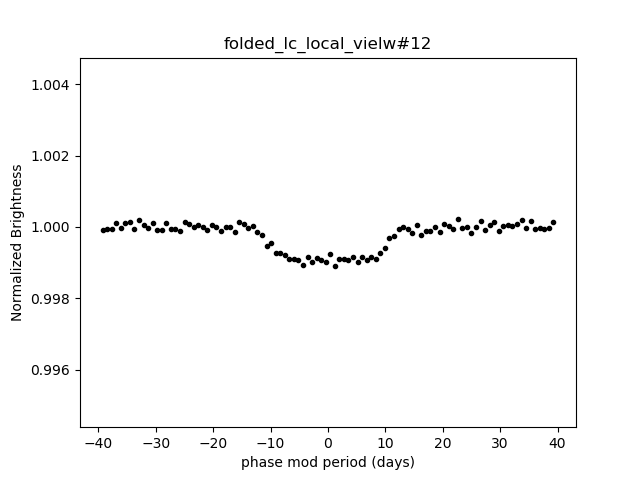 folded_lc_local_vielw#12
1.004
1.002
1.000
0.998
0.996
Normalized Brightness
−40 −30 −20 −10 0 10 20 30 40
phase mod period (days)